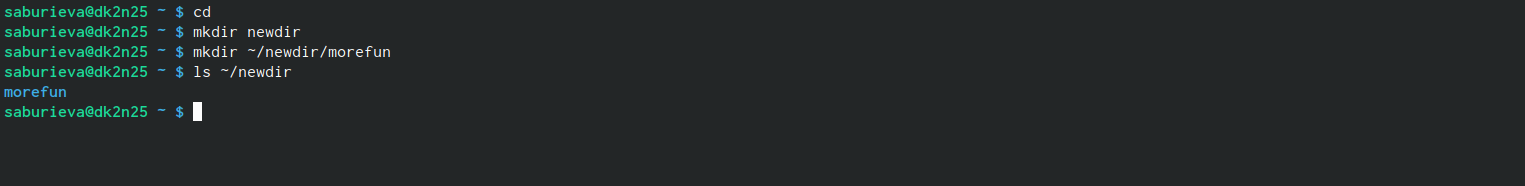 saburieva@dk2n25 ~ $ cd
saburieva@dk2n25 ~ $ mkdir newdir
saburieva@dk2n25 ~ $ mkdir ~/newdir/morefun
saburieva@dk2n25 ~ $ ls ~/newdir
morefun
saburieva@dk2n25 ~ $